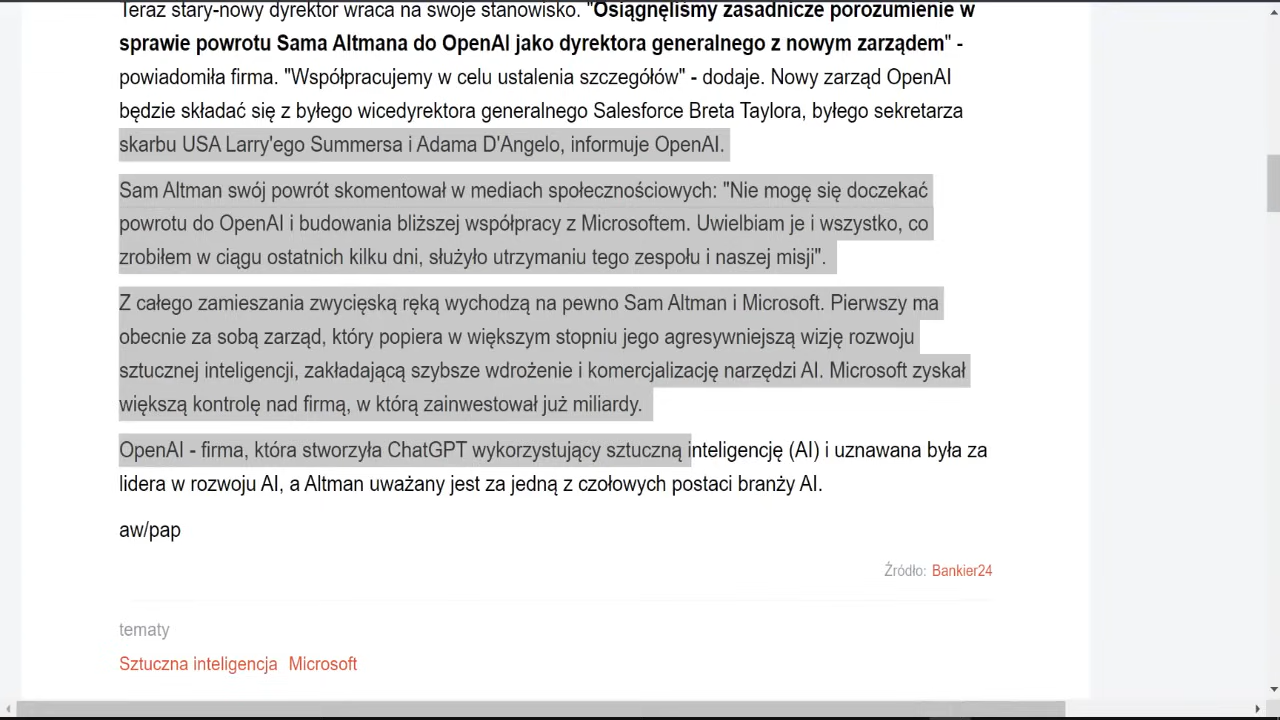 Teraz stary-nowy dyrektor wraca na swoje stanowisko. "Osiągnęliśmy zasadnicze porozumienie w
sprawie powrotu Sama Altmana do OpenAI jako dyrektora generalnego z nowym zarządem" -
powiadomiła firma. "Współpracujemy w celu ustalenia szczegółów" - dodaje. Nowy zarząd OpenAI
będzie składać się z byłego wicedyrektora generalnego Salesforce Breta Taylora, byłego sekretarza
skarbu USA Larry'ego Summersa i Adama D'Angelo, informuje OpenAI.
Sam Altman swój powrót skomentował w mediach społecznościowych: "Nie mogę się doczekać
powrotu do OpenAI i budowania bliższej współpracy z Microsoftem. Uwielbiam je i wszystko, co
zrobiłem w ciągu ostatnich kilku dni, służyło utrzymaniu tego zespołu i naszej misji".
Z całego zamieszania zwycięską ręką wychodzą na pewno Sam Altman i Microsoft. Pierwszy ma
obecnie za sobą zarząd, który popiera w większym stopniu jego agresywniejszą wizję rozwoju
sztucznej inteligencji, zakładającą szybsze wdrożenie i komercjalizację narzędzi AI. Microsoft zyskał
większą kontrolę nad firmą, w którą zainwestował już miliardy.
OpenAI - firma, która stworzyła ChatGPT wykorzystujący sztuczną inteligencję (AI) i uznawana była za
lidera w rozwoju AI, a Altman uważany jest za jedną z czołowych postaci branży AI.
aw/pap
Źródło: Bankier24
tematy
Sztuczna inteligencja Microsoft